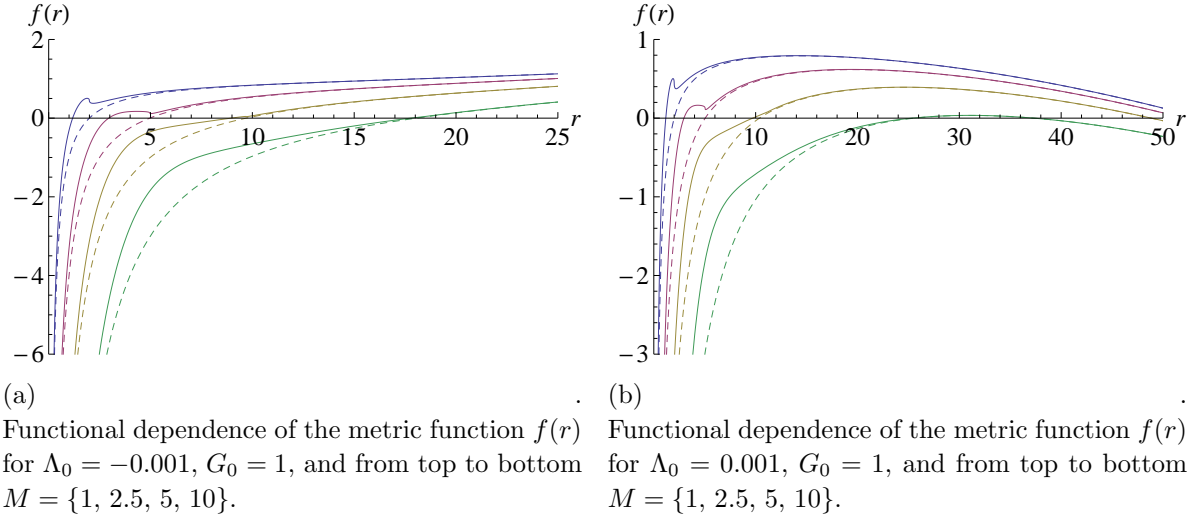 f(r)
2
0
−2
−4
−6
5
10
15
20
25
r
f(r)
1
0
−1
−2
−3
10
20
30
40
50
r
(a) .
Functional dependence of the metric function f(r)
for Λ₀ = −0.001, G₀ = 1, and from top to bottom
M = {1, 2.5, 5, 10}.
(b) .
Functional dependence of the metric function f(r)
for Λ₀ = 0.001, G₀ = 1, and from top to bottom
M = {1, 2.5, 5, 10}.